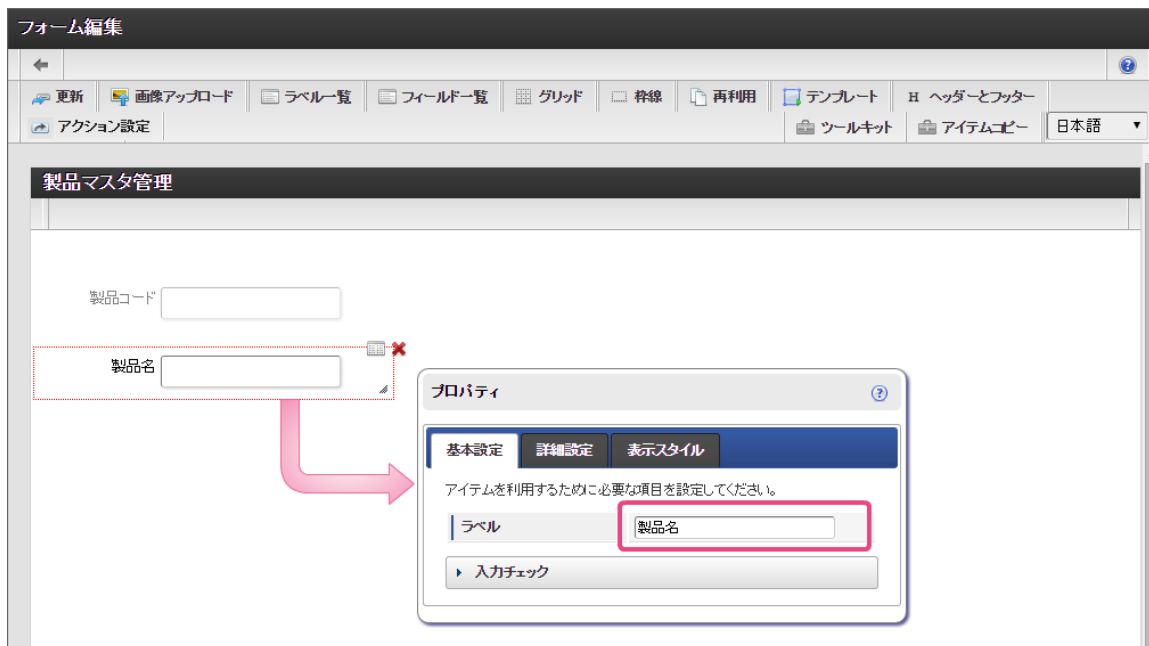 フォーム編集
更新 画像アップロード ラベル一覧 フィールド一覧 グリッド 枠線 再利用 テンプレート H ヘッダーとフッター
アクション設定 ツールキット アイテムコピー 日本語
製品マスタ管理
製品コード
製品名
プロパティ
基本設定 詳細設定 表示スタイル
アイテムを利用するために必要な項目を設定してください。
ラベル 製品名
入力チェック